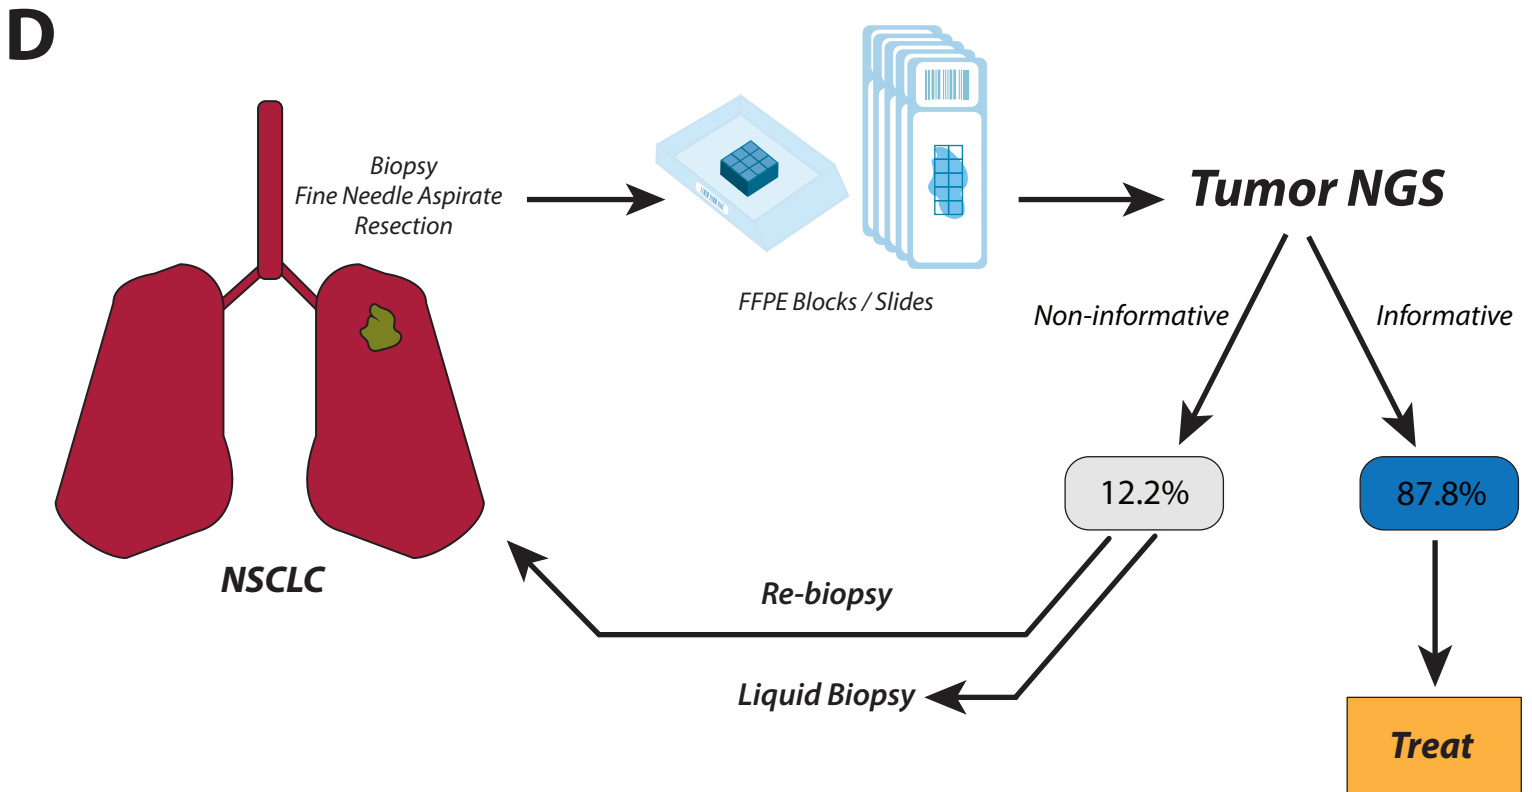 D
Biopsy
Fine Needle Aspirate
Resection
FFPE Blocks / Slides
Tumor NGS
Non-informative
Informative
12.2%
87.8%
NSCLC
Re-biopsy
Liquid Biopsy
Treat